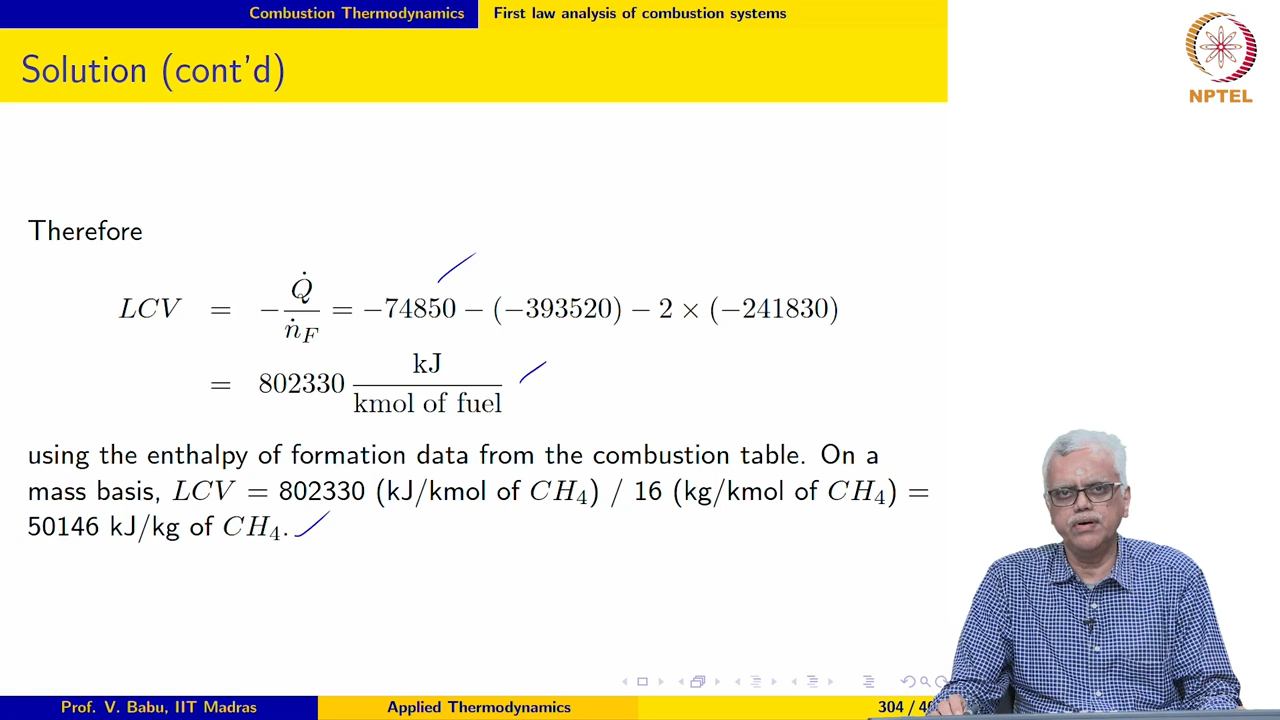 Combustion Thermodynamics First law analysis of combustion systems
Solution (cont'd)
NPTEL
Therefore
LCV = −Q̇/ṅ_F = −74850 − (−393520) − 2 × (−241830)
= 802330 kJ/kmol of fuel
using the enthalpy of formation data from the combustion table. On a
mass basis, LCV = 802330 (kJ/kmol of CH₄) / 16 (kg/kmol of CH₄) =
50146 kJ/kg of CH₄.
Prof. V. Babu, IIT Madras Applied Thermodynamics 304 /